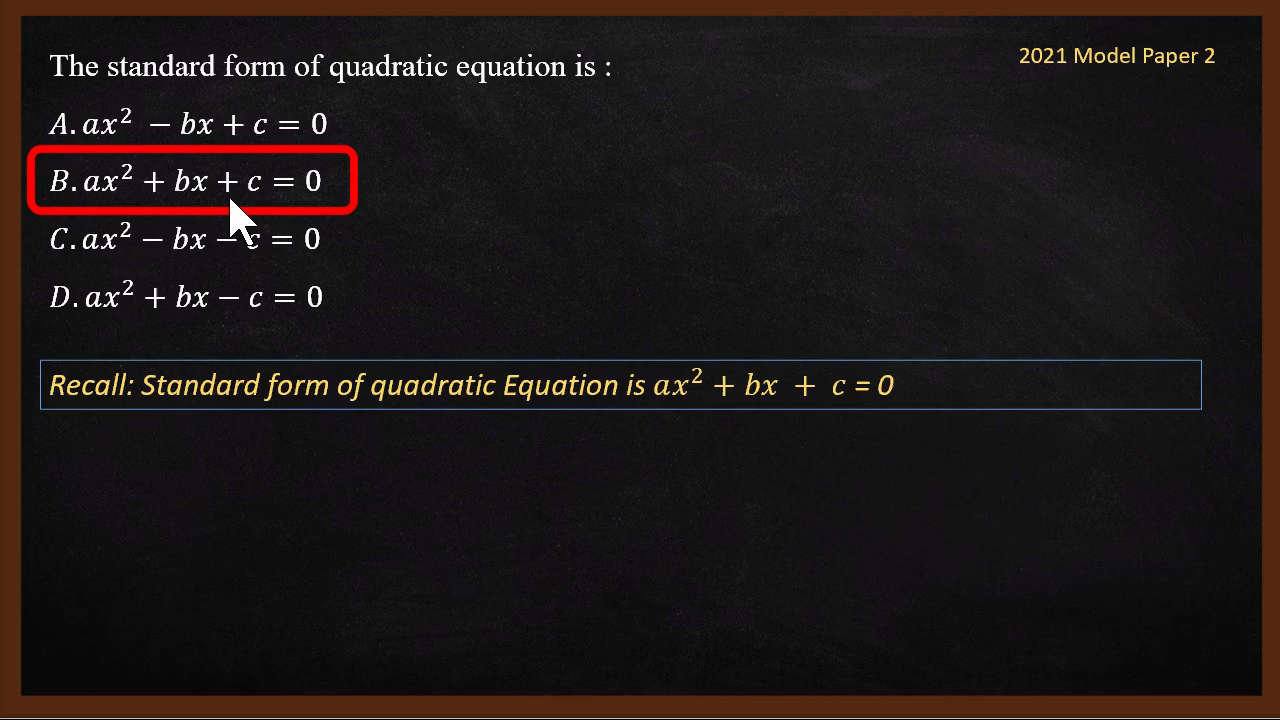 2021 Model Paper 2
The standard form of quadratic equation is :
A. ax² − bx + c = 0
B. ax² + bx + c = 0
C. ax² − bx − c = 0
D. ax² + bx − c = 0
Recall: Standard form of quadratic Equation is ax² + bx + c = 0